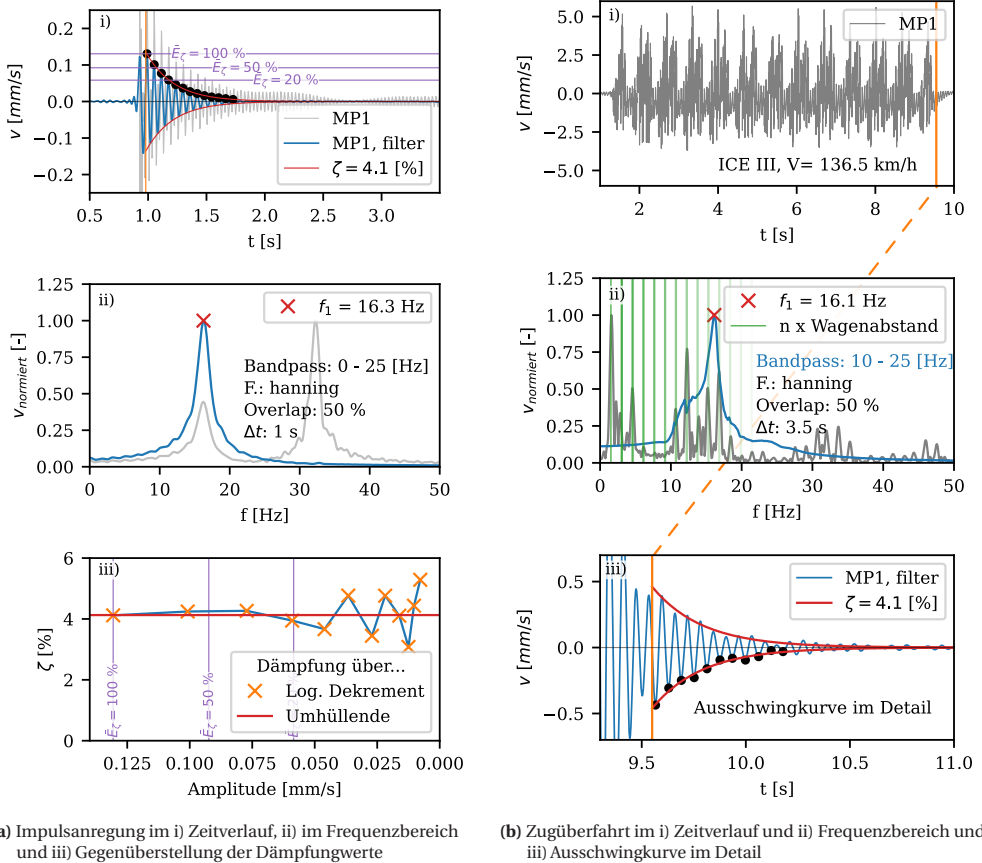 i)
0.2
0.1
0.0
−0.1
−0.2
v [mm/s]
Ēζ = 100 %
Ēζ = 50 %
Ēζ = 20 %
MP1
MP1, filter
ζ = 4.1 [%]
0.5 1.0 1.5 2.0 2.5 3.0
t [s]
ii)
1.25
1.00
0.75
0.50
0.25
0.00
vnormiert [-]
f1 = 16.3 Hz
Bandpass: 0 - 25 [Hz]
F.: hanning
Overlap: 50 %
Δt: 1 s
0 10 20 30 40 50
f [Hz]
iii)
6
4
2
0
ζ [%]
Ēζ = 100 %
Ēζ = 50 %
Dämpfung über...
Log. Dekrement
Umhüllende
0.125 0.100 0.075 0.050 0.025 0.000
Amplitude [mm/s]
a) Impulsanregung im i) Zeitverlauf, ii) im Frequenzbereich
und iii) Gegenüberstellung der Dämpfungwerte
i)
5.0
2.5
0.0
−2.5
−5.0
v [mm/s]
MP1
ICE III, V= 136.5 km/h
2 4 6 8 10
t [s]
ii)
1.25
1.00
0.75
0.50
0.25
0.00
vnormiert [-]
f1 = 16.1 Hz
n x Wagenabstand
Bandpass: 10 - 25 [Hz]
F.: hanning
Overlap: 50 %
Δt: 3.5 s
0 10 20 30 40 50
f [Hz]
iii)
0.5
0.0
−0.5
v [mm/s]
MP1, filter
ζ = 4.1 [%]
Ausschwingkurve im Detail
9.5 10.0 10.5 11.0
t [s]
(b) Zugüberfahrt im i) Zeitverlauf und ii) Frequenzbereich und
iii) Ausschwingkurve im Detail